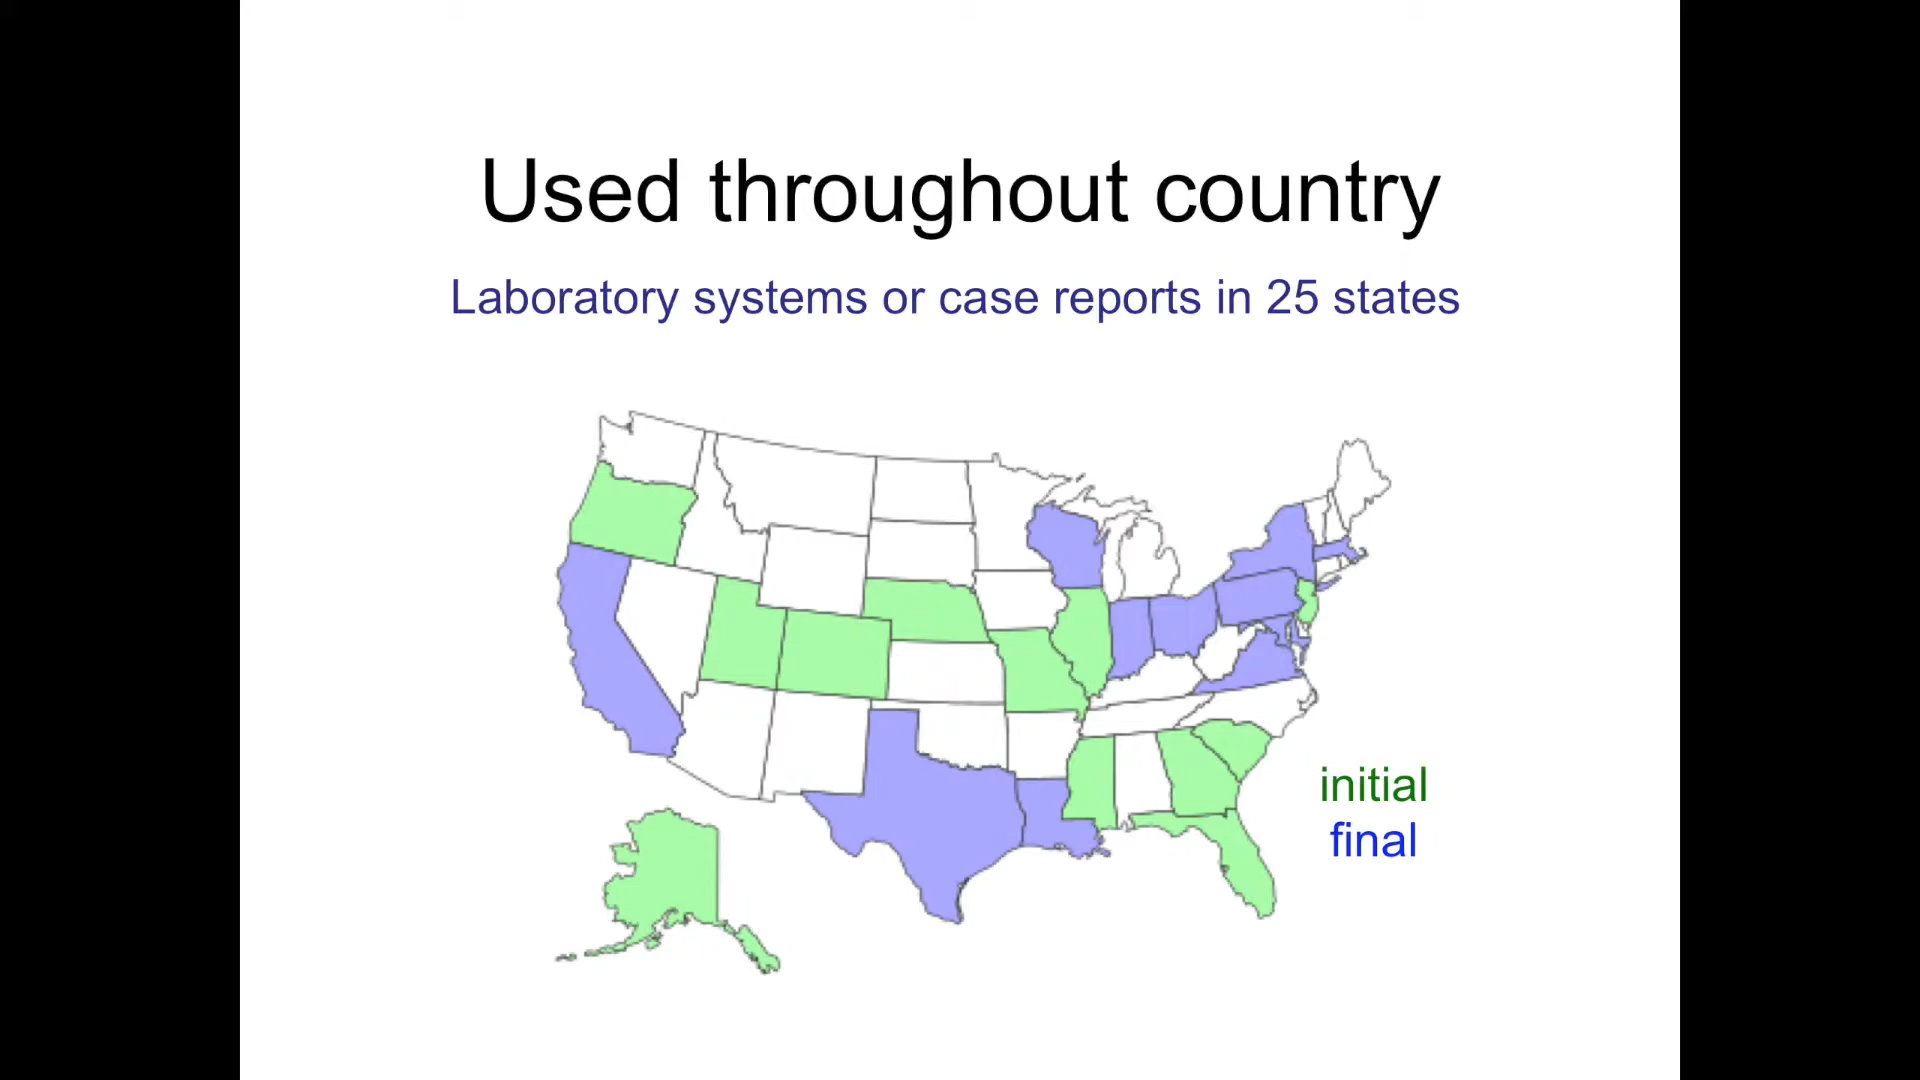 Used throughout country
Laboratory systems or case reports in 25 states
initial
final